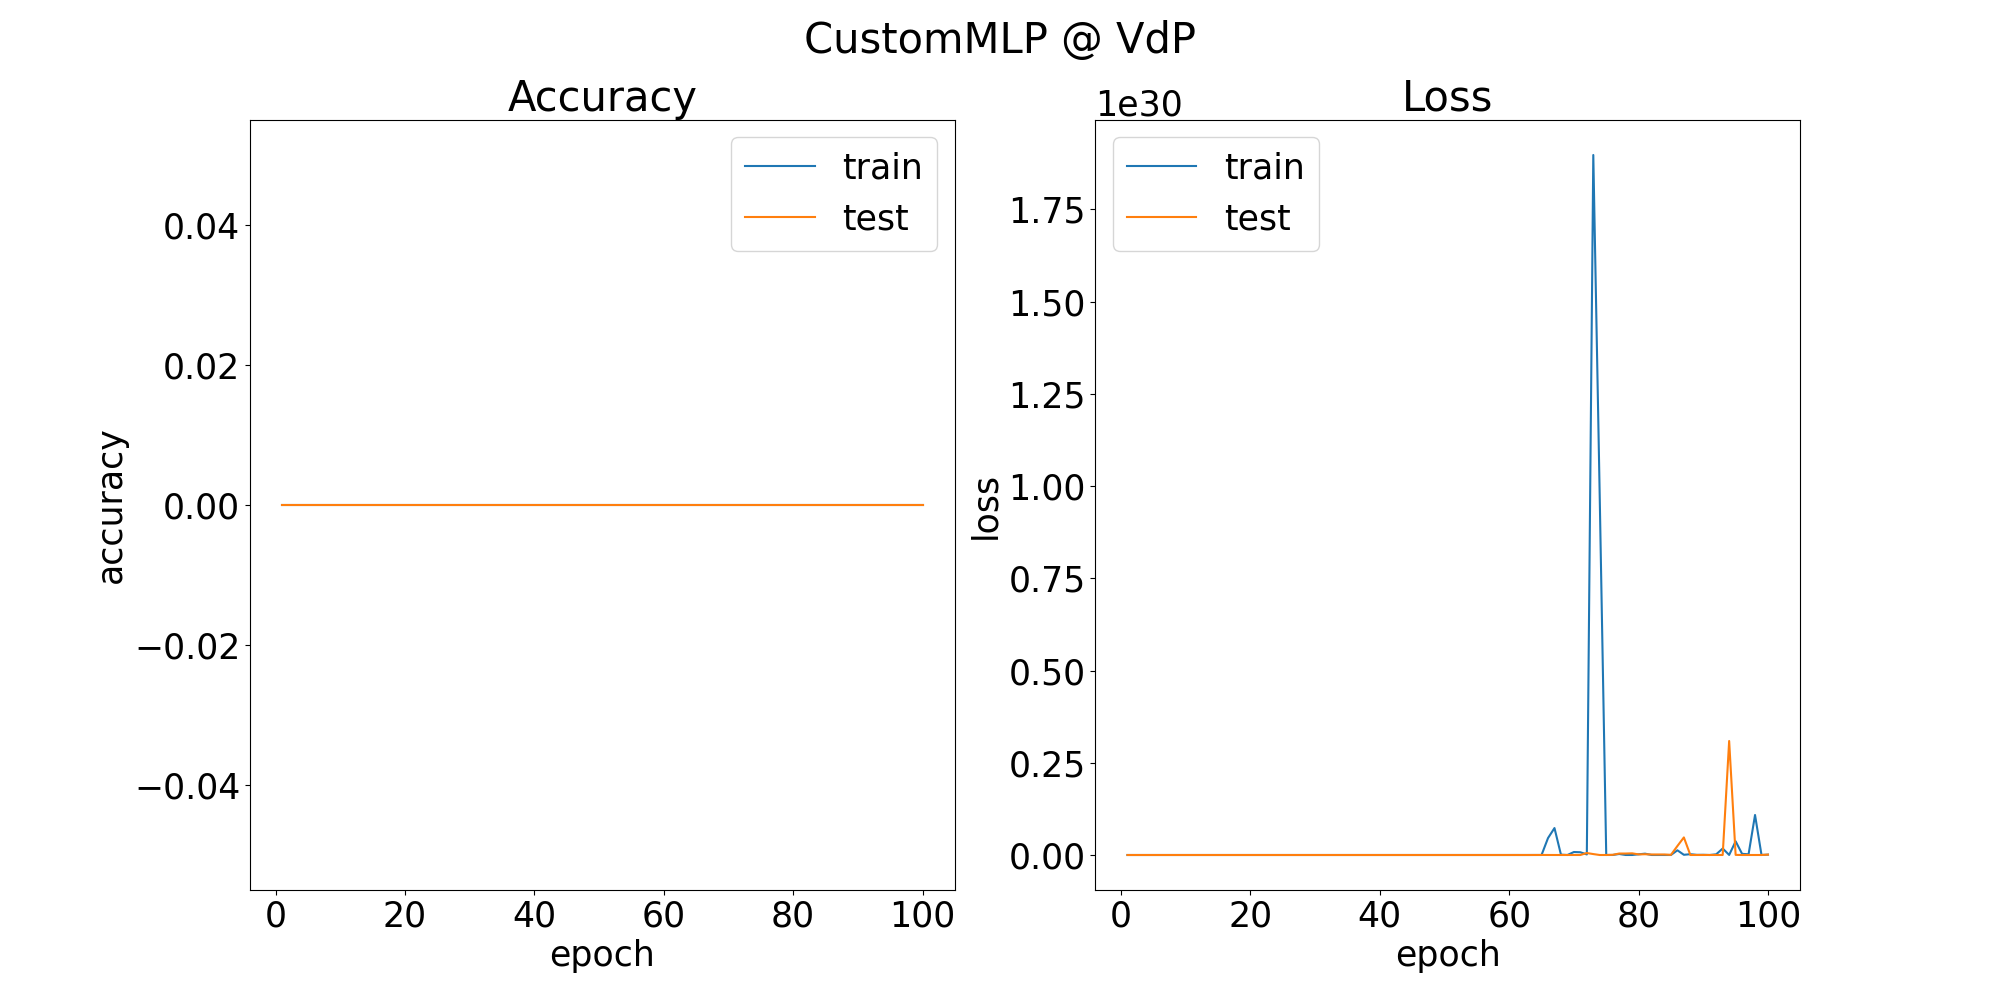 CustomMLP @ VdP
Accuracy
train
test
0.04
0.02
0.00
−0.02
−0.04
accuracy
0 20 40 60 80 100
epoch
Loss
1e30
train
test
1.75
1.50
1.25
1.00
0.75
0.50
0.25
0.00
loss
0 20 40 60 80 100
epoch